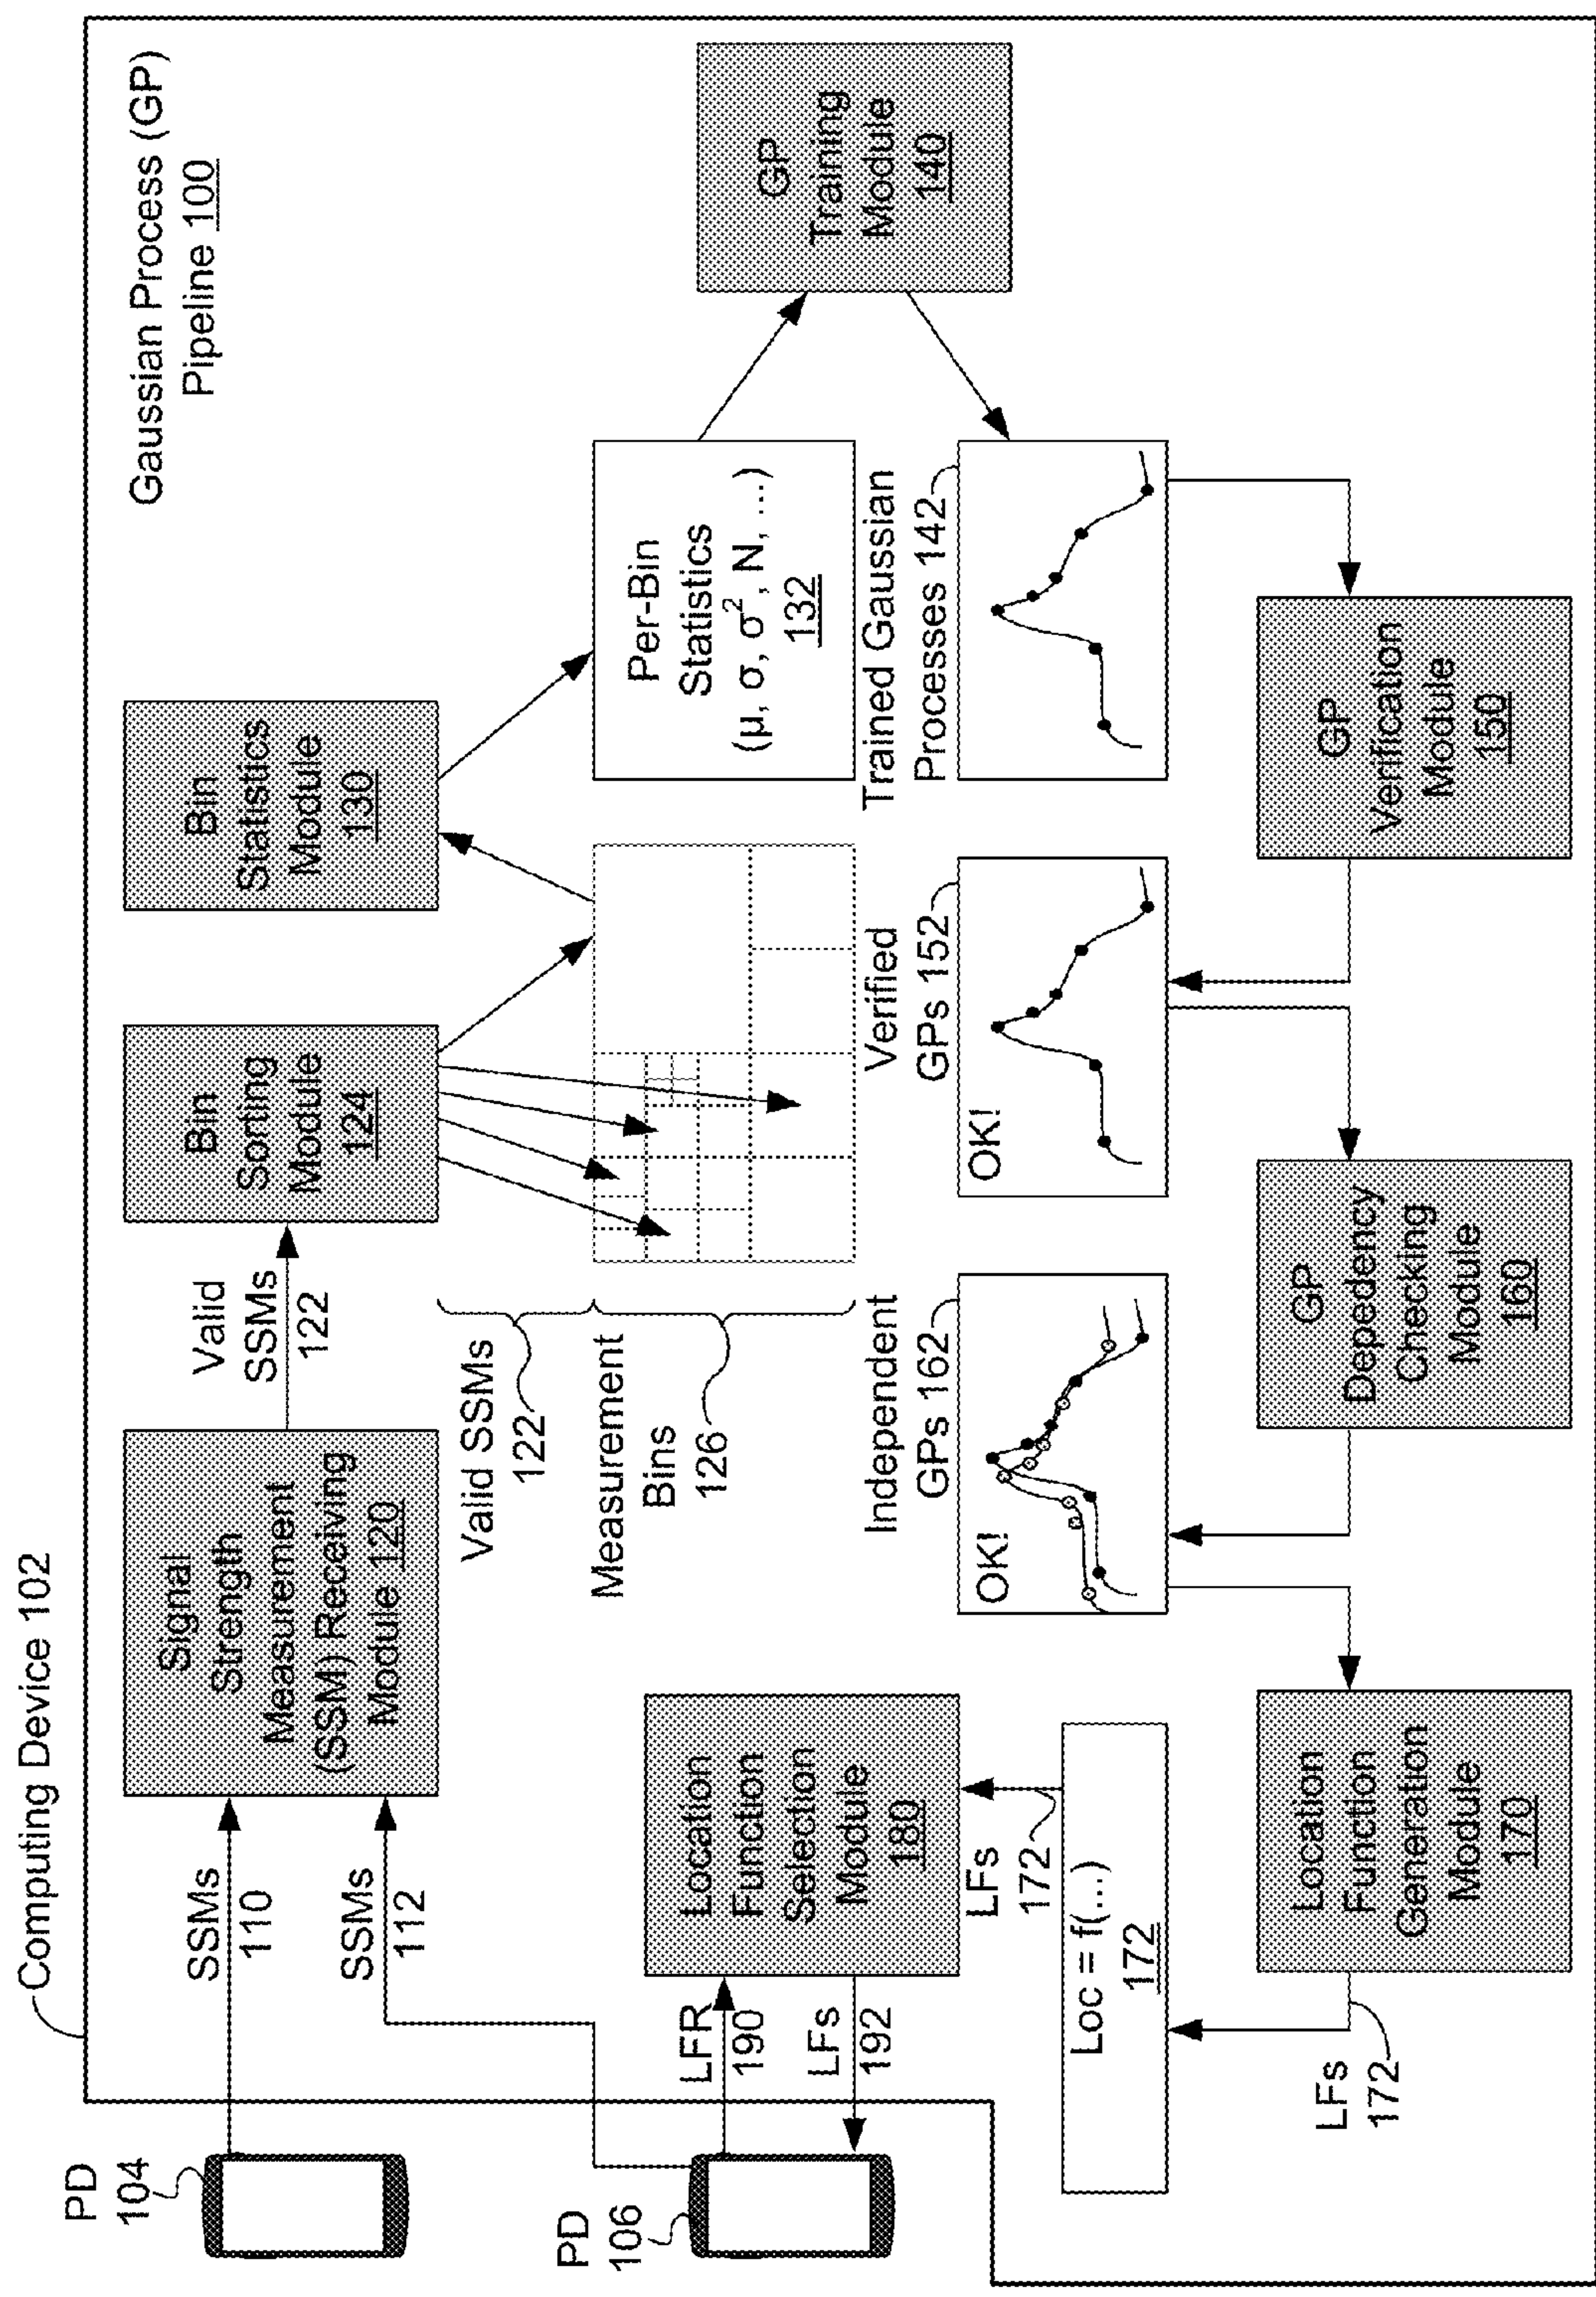 Computing Device 102
Gaussian Process (GP)
Pipeline 100
PD
104
SSMs
110
SSMs
112
Signal
Strength
Measurement
(SSM) Receiving
Module 120
Valid
SSMs
122
Bin
Sorting
Module
124
Bin
Statistics
Module
130
Valid SSMs
122
Measurement
Bins
126
Per-Bin
Statistics
(μ, σ, σ², N, ...)
132
GP
Training
Module
140
PD
106
LFR
190
LFs
192
Location
Function
Selection
Module
180
LFs
172
Independent
GPs 162
OK!
Verified
GPs 152
OK!
Trained Gaussian
Processes 142
Loc = f(...)
172
LFs
172
Location
Function
Generation
Module
170
GP
Depedency
Checking
Module
160
GP
Verification
Module
150